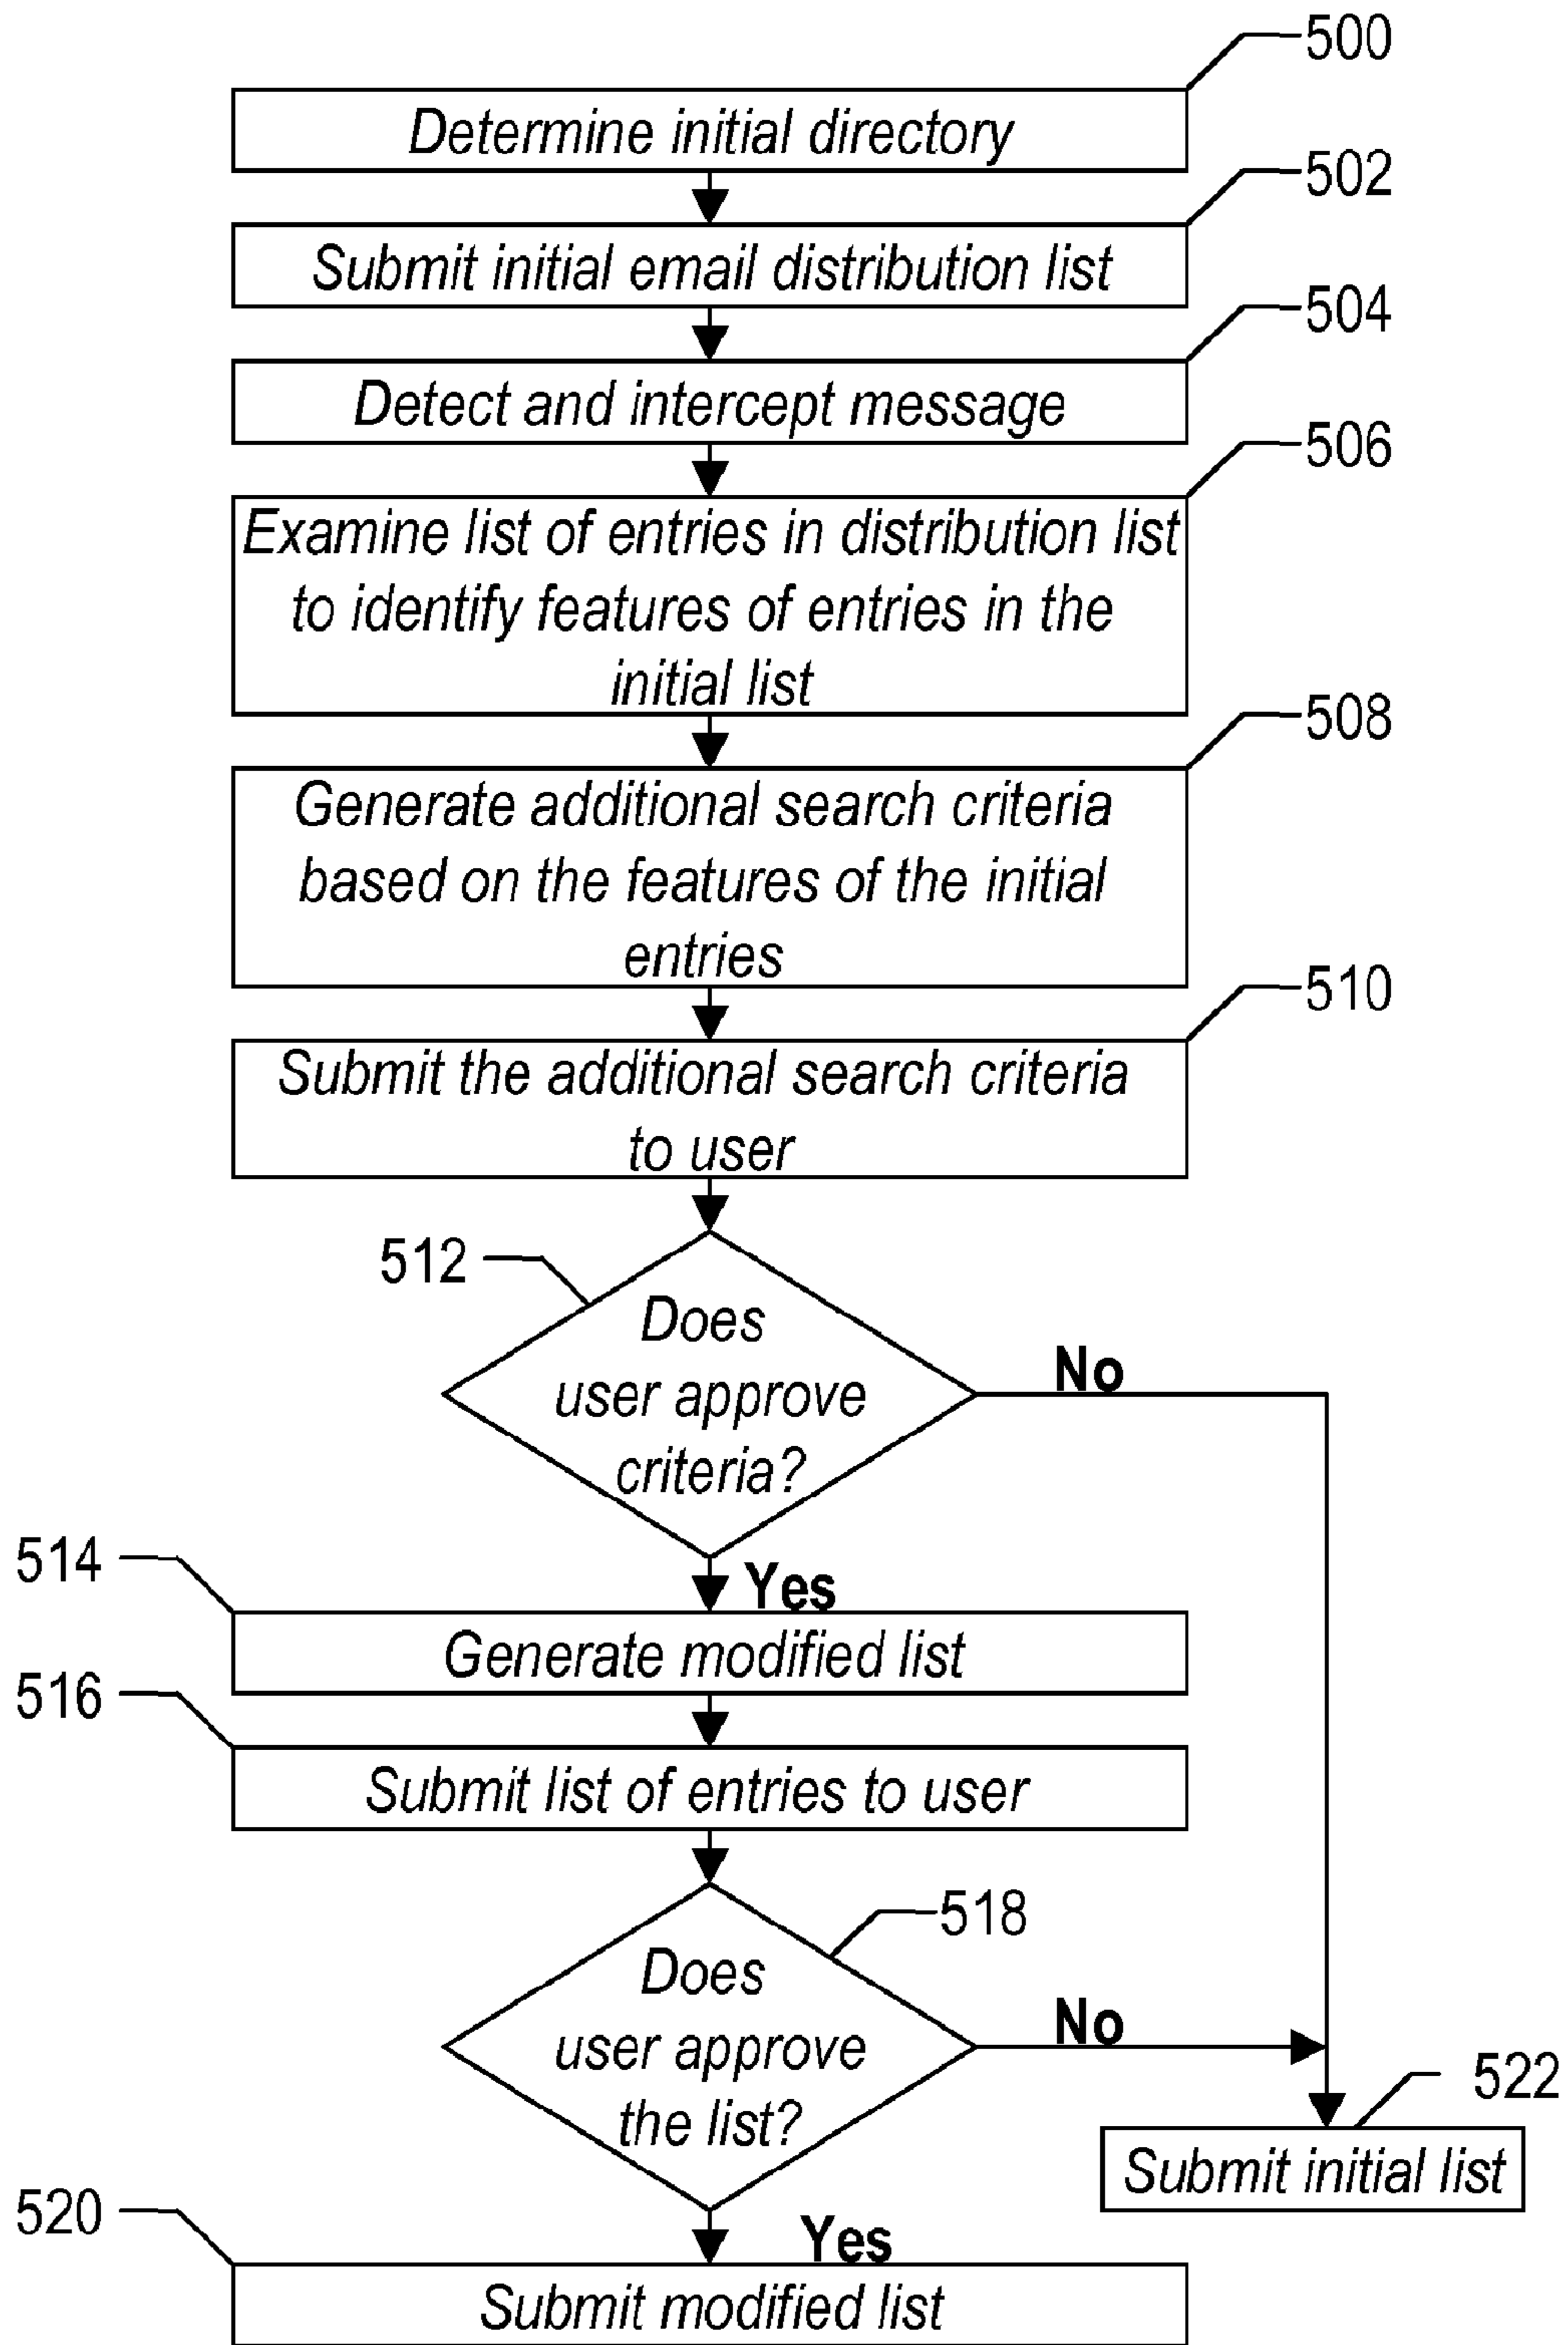 500
Determine initial directory
502
Submit initial email distribution list
504
Detect and intercept message
506
Examine list of entries in distribution list
to identify features of entries in the
initial list
508
Generate additional search criteria
based on the features of the initial
entries
510
Submit the additional search criteria
to user
512
Does
user approve
criteria?
No
Yes
514
Generate modified list
516
Submit list of entries to user
518
Does
user approve
the list?
No
522
Submit initial list
Yes
520
Submit modified list